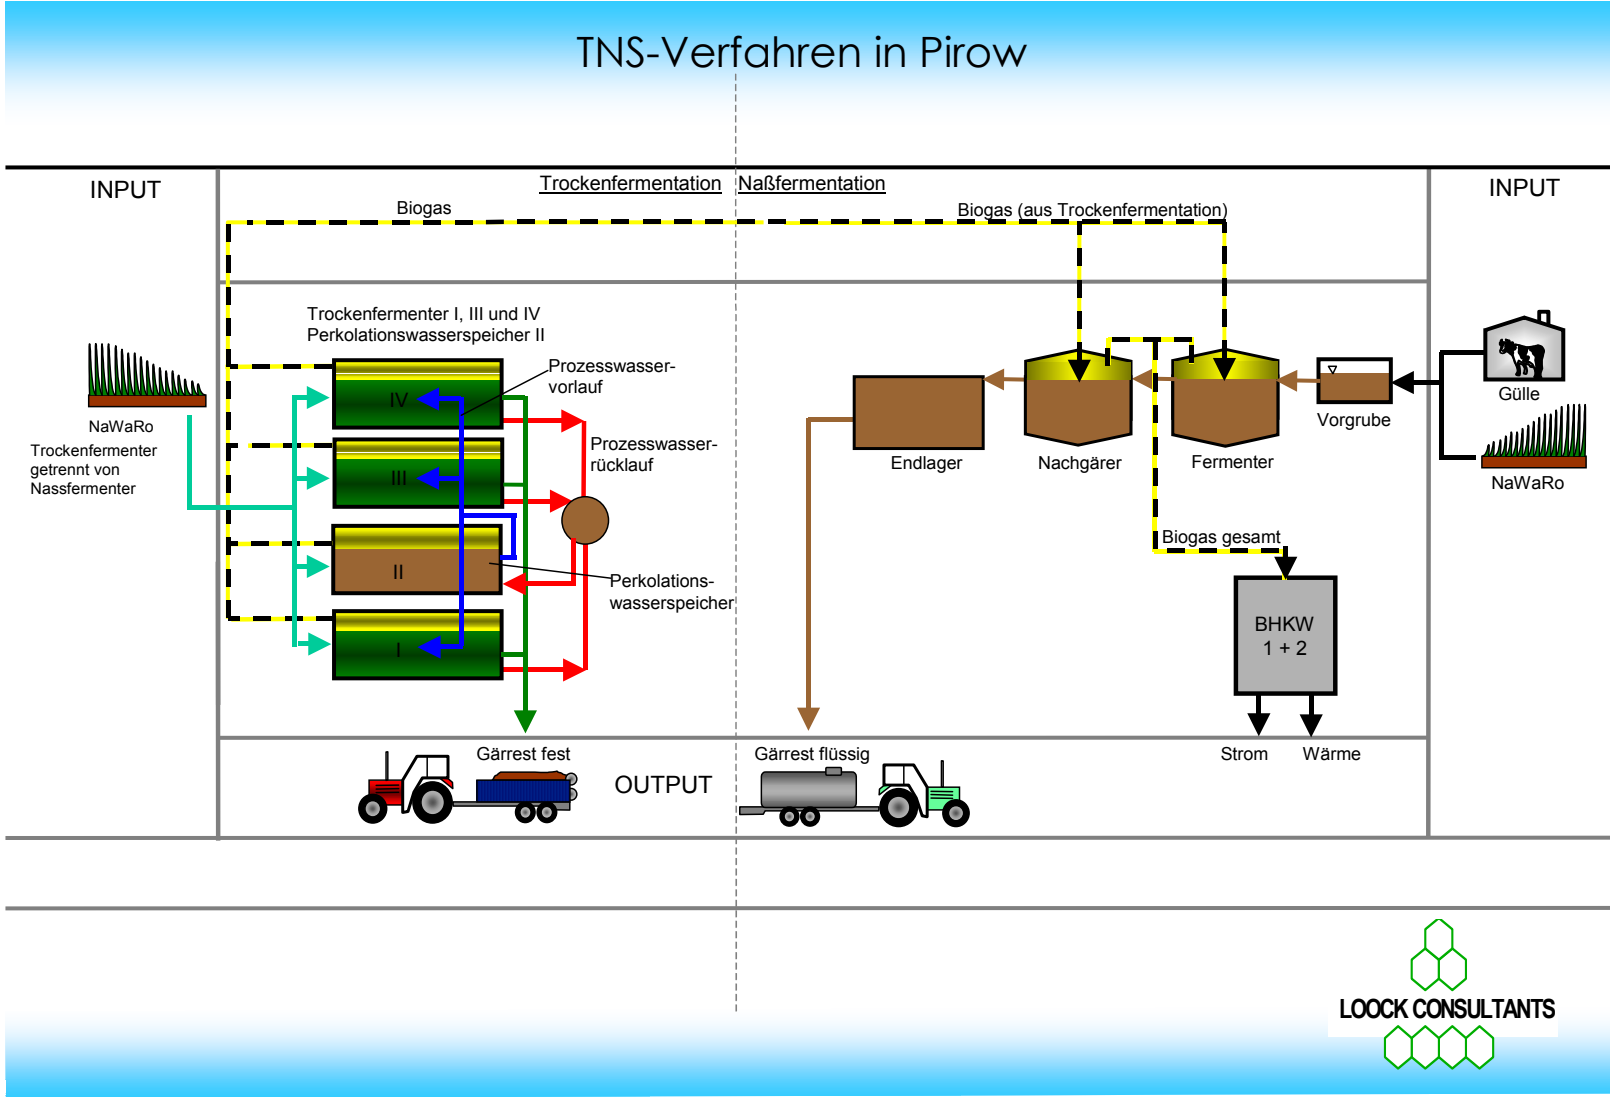 TNS-Verfahren in Pirow
INPUT
Trockenfermentation
Naßfermentation
INPUT
Biogas
Biogas (aus Trockenfermentation)
Trockenfermenter I, III und IV
Perkolationswasserspeicher II
NaWaRo
Trockenfermenter
getrennt von
Nassfermenter
IV
III
II
I
Prozesswasser-
vorlauf
Prozesswasser-
rücklauf
Perkolations-
wasserspeicher
Endlager
Nachgärer
Fermenter
Vorgrube
Gülle
NaWaRo
Biogas gesamt
BHKW
1 + 2
Strom
Wärme
Gärrest fest
OUTPUT
Gärrest flüssig
LOOCK CONSULTANTS